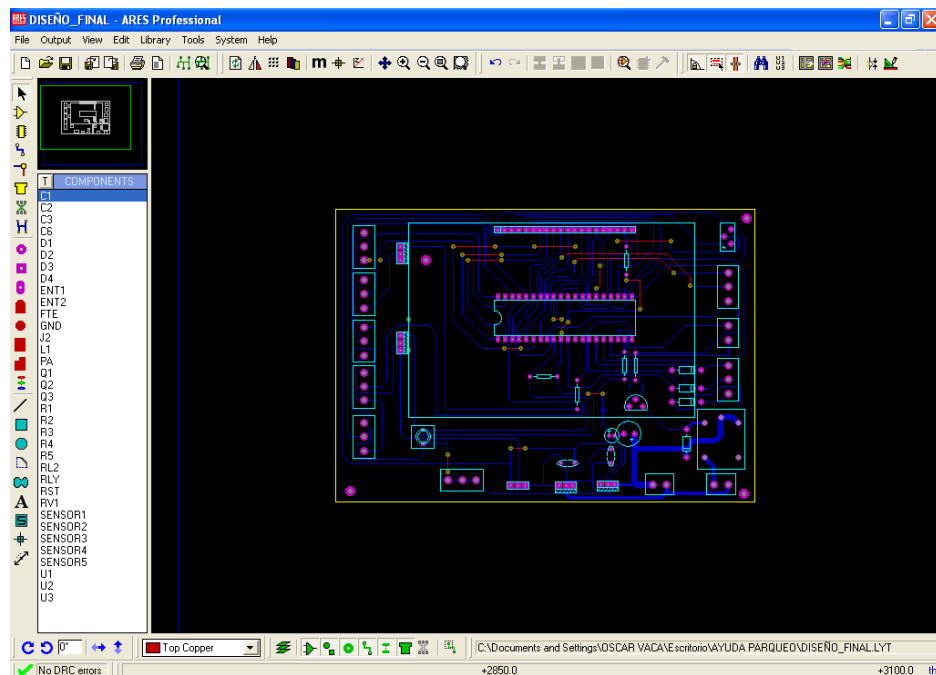 ARES DISEÑO_FINAL - ARES Professional
File Output View Edit Library Tools System Help
m
T COMPONENTS
C1
C2
C3
C6
D1
D2
D3
D4
ENT1
ENT2
FTE
GND
J2
L1
PA
Q1
Q2
Q3
R1
R2
R3
R4
R5
RL2
RLY
RST
RV1
SENSOR1
SENSOR2
SENSOR3
SENSOR4
SENSOR5
U1
U2
U3
A
S
0° Top Copper C:\Documents and Settings\OSCAR VACA\Escritorio\AYUDA PARQUEO\DISEÑO_FINAL.LYT
No DRC errors +2850.0 +3100.0 th